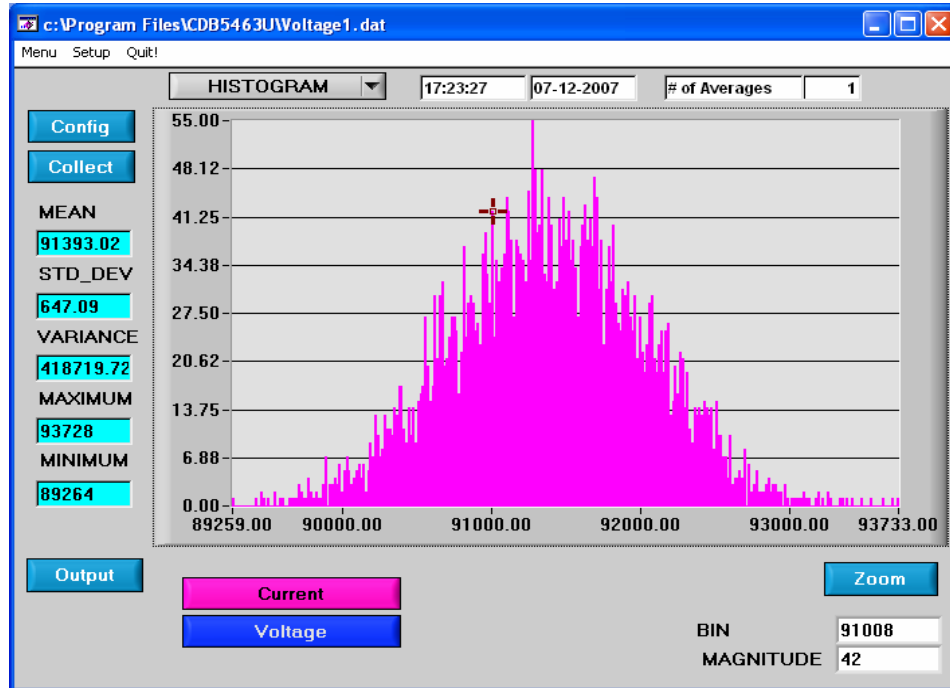 c:\Program Files\CDB5463U\Voltage1.dat
Menu Setup Quit!
HISTOGRAM 17:23:27 07-12-2007 # of Averages 1
Config
Collect
MEAN
91393.02
STD_DEV
647.09
VARIANCE
418719.72
MAXIMUM
93728
MINIMUM
89264
55.00
48.12
41.25
34.38
27.50
20.62
13.75
6.88
0.00
89259.00 90000.00 91000.00 92000.00 93000.00 93733.00
Output
Current
Voltage
Zoom
BIN 91008
MAGNITUDE 42